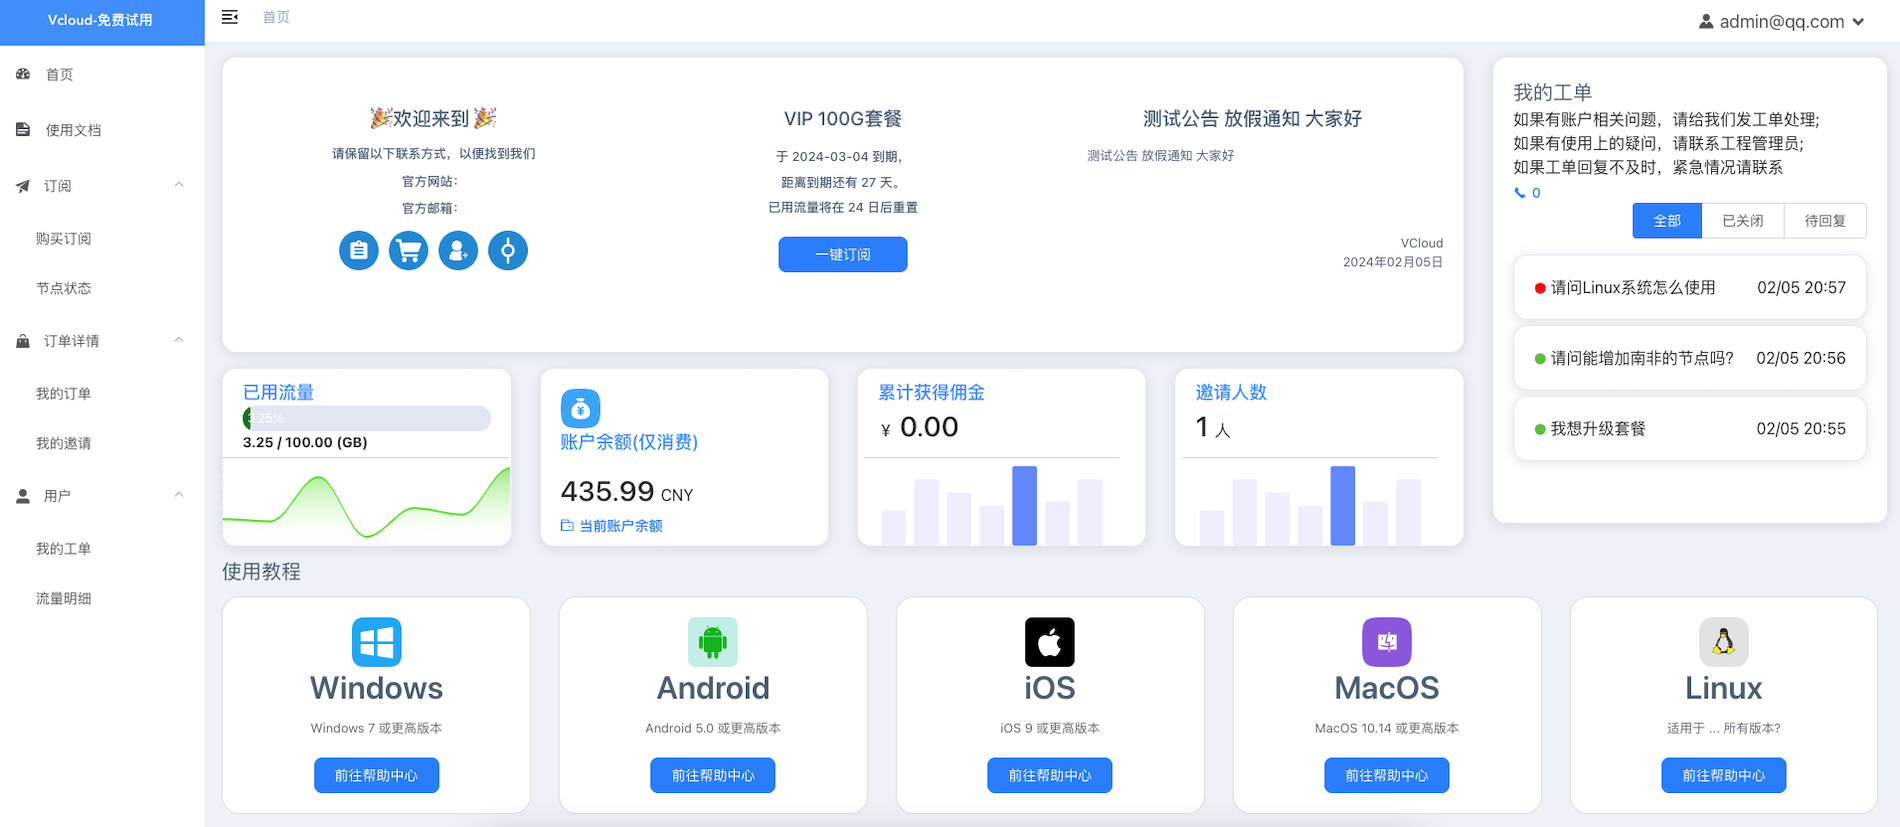 Vcloud-免费试用
首页
admin@qq.com
首页
使用文档
订阅
购买订阅
节点状态
订单详情
我的订单
我的邀请
用户
我的工单
流量明细
🎉欢迎来到 🎉
请保留以下联系方式，以便找到我们
官方网站：
官方邮箱：
VIP 100G套餐
于 2024-03-04 到期，
距离到期还有 27 天。
已用流量将在 24 日后重置
一键订阅
测试公告 放假通知 大家好
测试公告 放假通知 大家好
VCloud
2024年02月05日
我的工单
如果有账户相关问题，请给我们发工单处理;
如果有使用上的疑问，请联系工程管理员;
如果工单回复不及时，紧急情况请联系
0
全部 已关闭 待回复
请问Linux系统怎么使用 02/05 20:57
请问能增加南非的节点吗? 02/05 20:56
我想升级套餐 02/05 20:55
已用流量
3.25%
3.25 / 100.00 (GB)
账户余额(仅消费)
435.99 CNY
当前账户余额
累计获得佣金
¥ 0.00
邀请人数
1 人
使用教程
Windows
Windows 7 或更高版本
前往帮助中心
Android
Android 5.0 或更高版本
前往帮助中心
iOS
iOS 9 或更高版本
前往帮助中心
MacOS
MacOS 10.14 或更高版本
前往帮助中心
Linux
适用于 ... 所有版本?
前往帮助中心